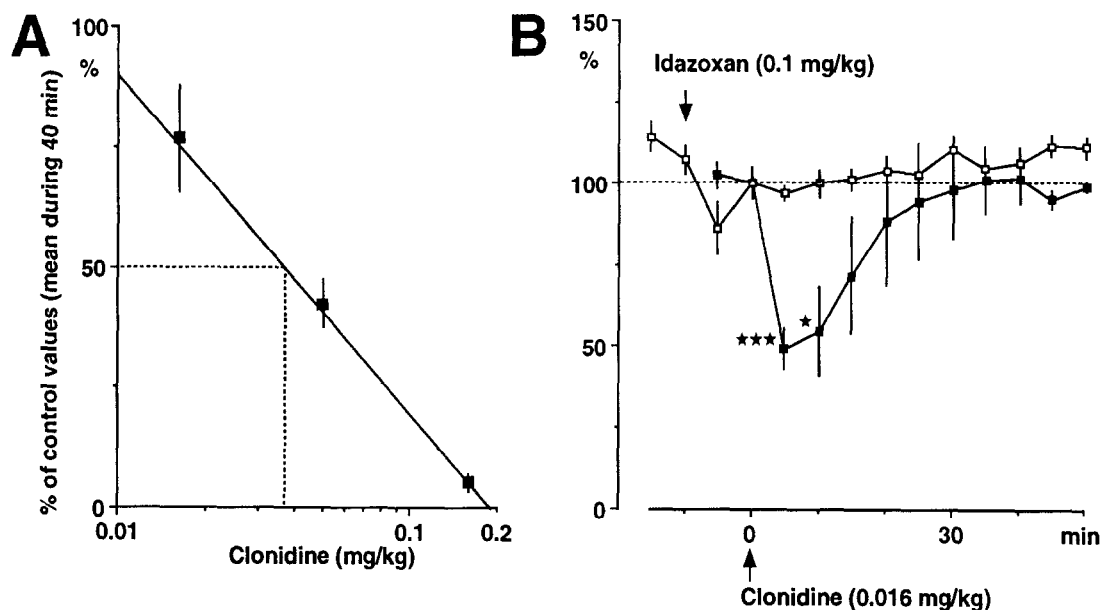 A
100
%
50
0
0.01
0.1
0.2
Clonidine (mg/kg)
% of control values (mean during 40 min)
B
150
%
100
50
0
Idazoxan (0.1 mg/kg)
★★★
★
0
30
min
Clonidine (0.016 mg/kg)